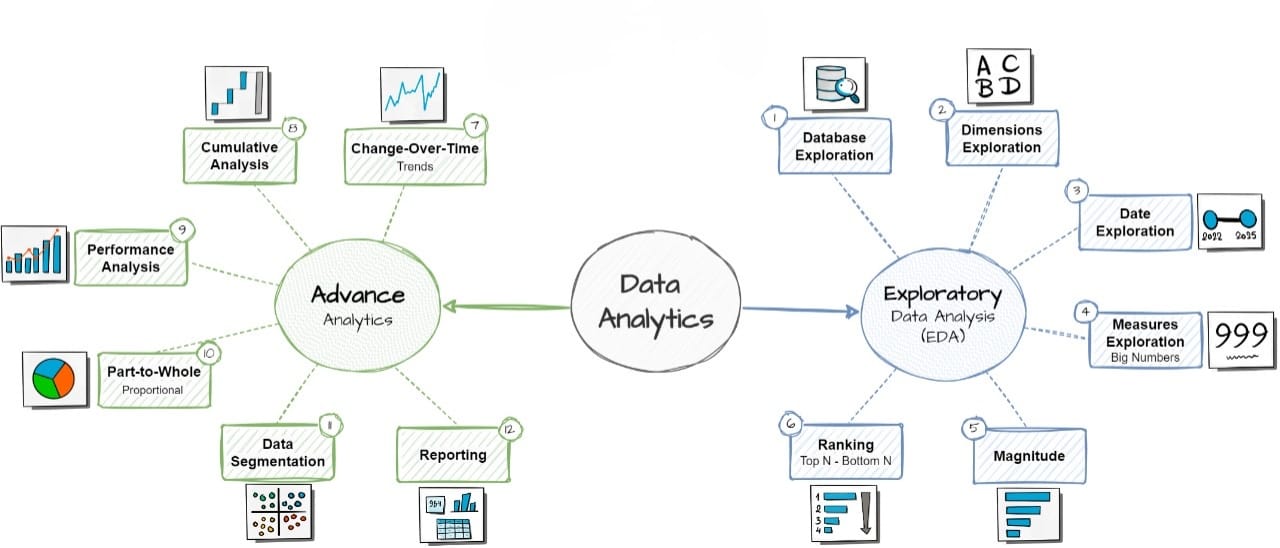 Data
Analytics
Exploratory
Data Analysis
(EDA)
1
Database
Exploration
2
A C
B D
Dimensions
Exploration
3
Date
Exploration
2022 2025
4
Measures
Exploration
Big Numbers
999
5
Magnitude
6
Ranking
Top N - Bottom N
1
2
3
4
Advance
Analytics
7
Change-Over-Time
Trends
8
Cumulative
Analysis
9
Performance
Analysis
10
Part-to-Whole
Proportional
11
Data
Segmentation
12
Reporting